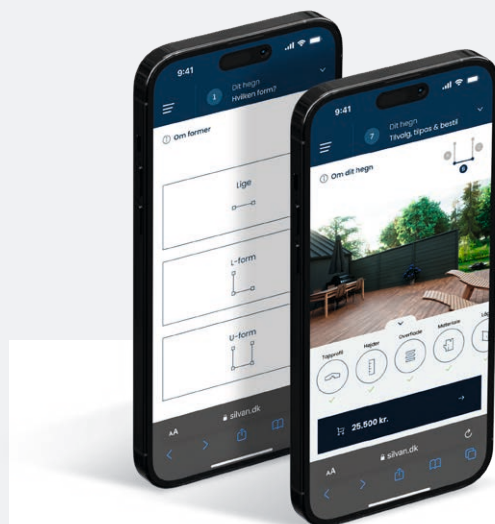 9:41
1
Dit hegn
Hvilken form?
Om former
Lige
L-form
U-form
AA
silvan.dk
9:41
7
Dit hegn
Tilvalg, tilpas & bestil
Om dit hegn
Topprofil
Højder
Overflade
Materiale
25.500 kr.
AA
silvan.dk